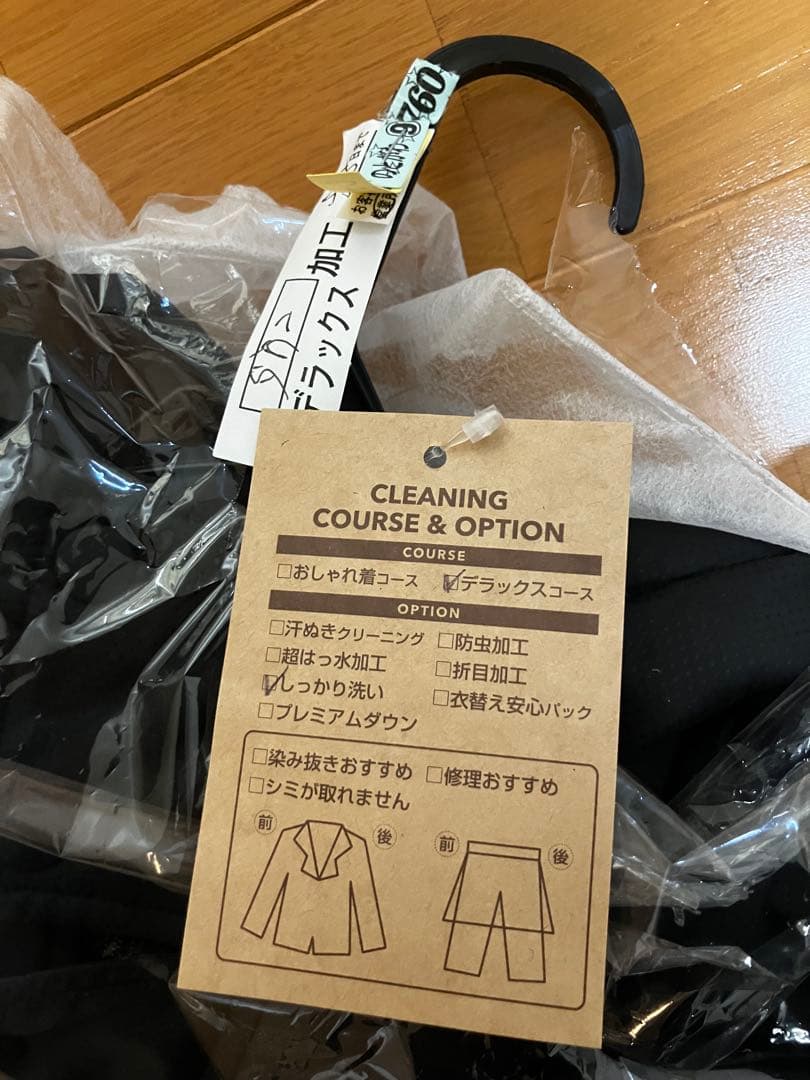 9760
デラックス加工
CLEANING
COURSE & OPTION
COURSE
□おしゃれ着コース ☑デラックスコース
OPTION
□汗ぬきクリーニング □防虫加工
□超はっ水加工 □折目加工
☑しっかり洗い □衣替え安心パック
□プレミアムダウン
□染み抜きおすすめ □修理おすすめ
□シミが取れません
前 後 前 後